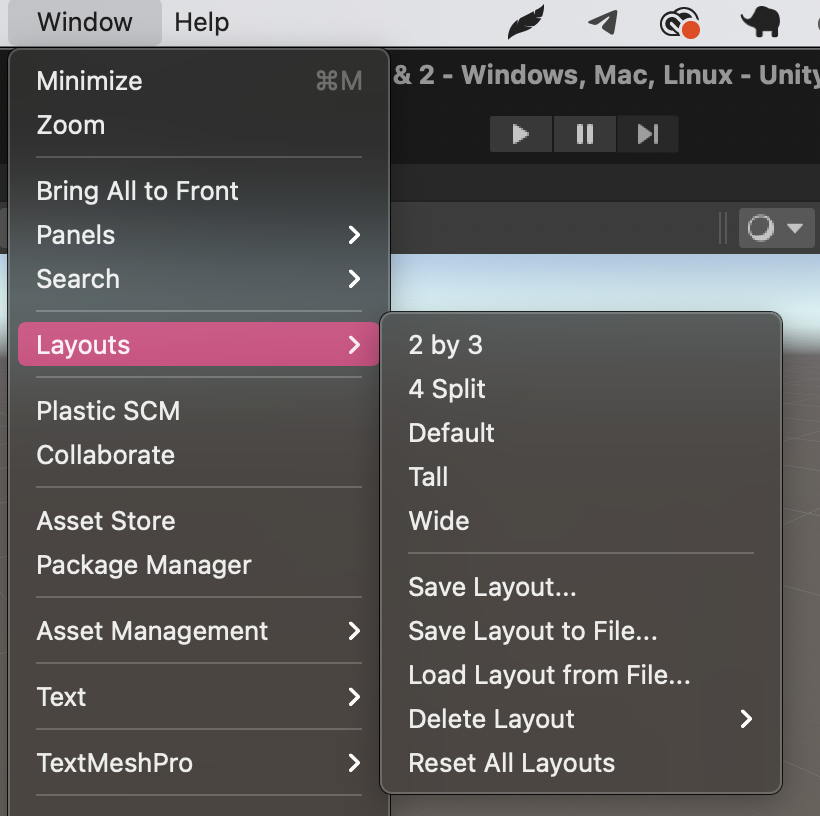 Window Help
Minimize ⌘M
& 2 - Windows, Mac, Linux - Unity
Zoom
Bring All to Front
Panels
Search
Layouts
2 by 3
4 Split
Default
Tall
Wide
Save Layout...
Save Layout to File...
Load Layout from File...
Delete Layout
Reset All Layouts
Plastic SCM
Collaborate
Asset Store
Package Manager
Asset Management
Text
TextMeshPro